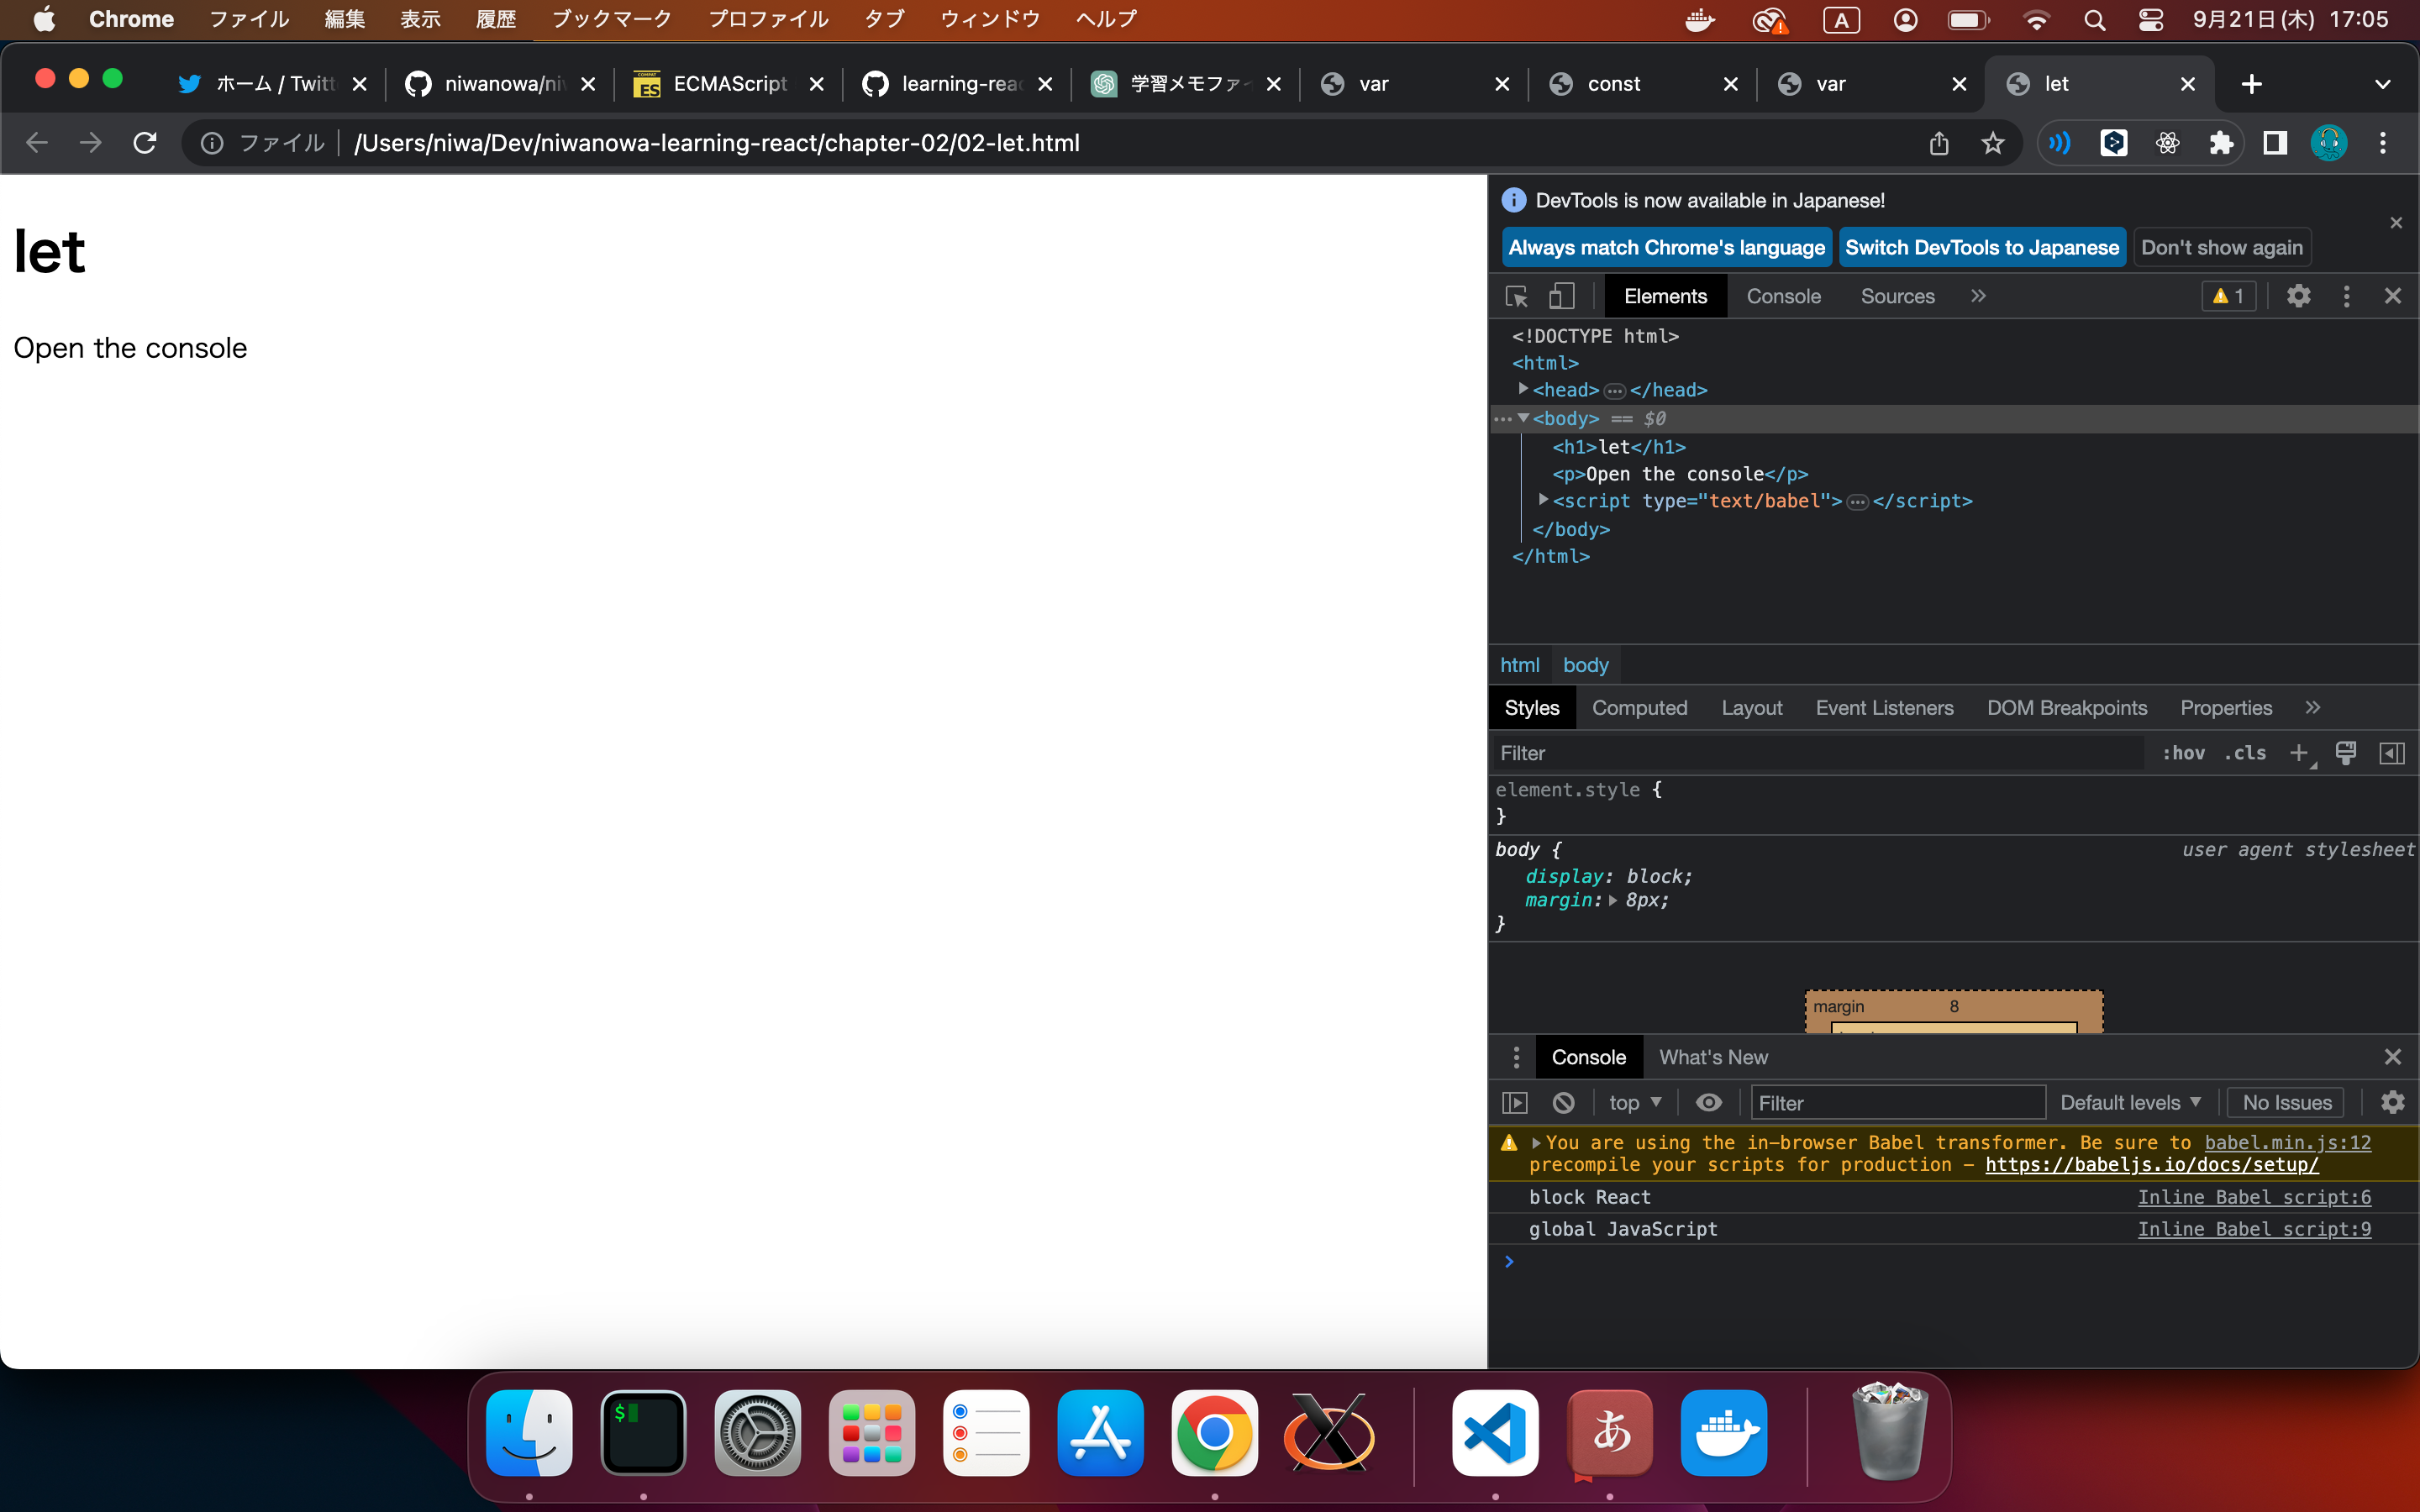 Chrome ファイル 編集 表示 履歴 ブックマーク プロファイル タブ ウィンドウ ヘルプ A 9月21日(木) 17:05
ホーム / Twitt niwanowa/niv ECMAScript learning-reac 学習メモファイ var const var let
ファイル /Users/niwa/Dev/niwanowa-learning-react/chapter-02/02-let.html
let
Open the console
DevTools is now available in Japanese!
Always match Chrome's language Switch DevTools to Japanese Don't show again
Elements Console Sources » 1
<!DOCTYPE html>
<html>
<head>…</head>
<body> == $0
<h1>let</h1>
<p>Open the console</p>
<script type="text/babel">…</script>
</body>
</html>
html body
Styles Computed Layout Event Listeners DOM Breakpoints Properties »
Filter :hov .cls +
element.style {
}
body { user agent stylesheet
display: block;
margin: 8px;
}
margin 8
Console What's New
top Filter Default levels No Issues
You are using the in-browser Babel transformer. Be sure to babel.min.js:12
precompile your scripts for production - https://babeljs.io/docs/setup/
block React Inline Babel script:6
global JavaScript Inline Babel script:9
>
$
あ